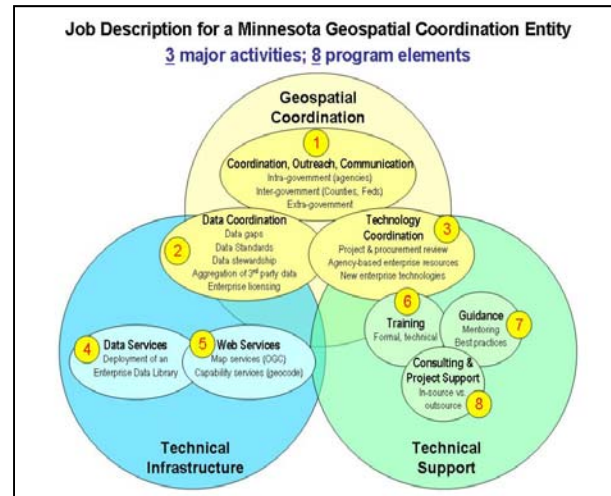 Job Description for a Minnesota Geospatial Coordination Entity
3 major activities; 8 program elements
Geospatial
Coordination
1
Coordination, Outreach, Communication
Intra-government (agencies)
Inter-government (Counties, Feds)
Extra-government
2
Data Coordination
Data gaps
Data Standards
Data stewardship
Aggregation of 3rd party data
Enterprise licensing
3
Technology
Coordination
Project & procurement review
Agency-based enterprise resources
New enterprise technologies
4
Data Services
Deployment of an
Enterprise Data Library
5
Web Services
Map services (OGC)
Capability services (geocode)
6
Training
Formal, technical
Guidance
7
Mentoring
Best practices
Consulting &
Project Support
In-source vs.
outsource
8
Technical
Infrastructure
Technical
Support